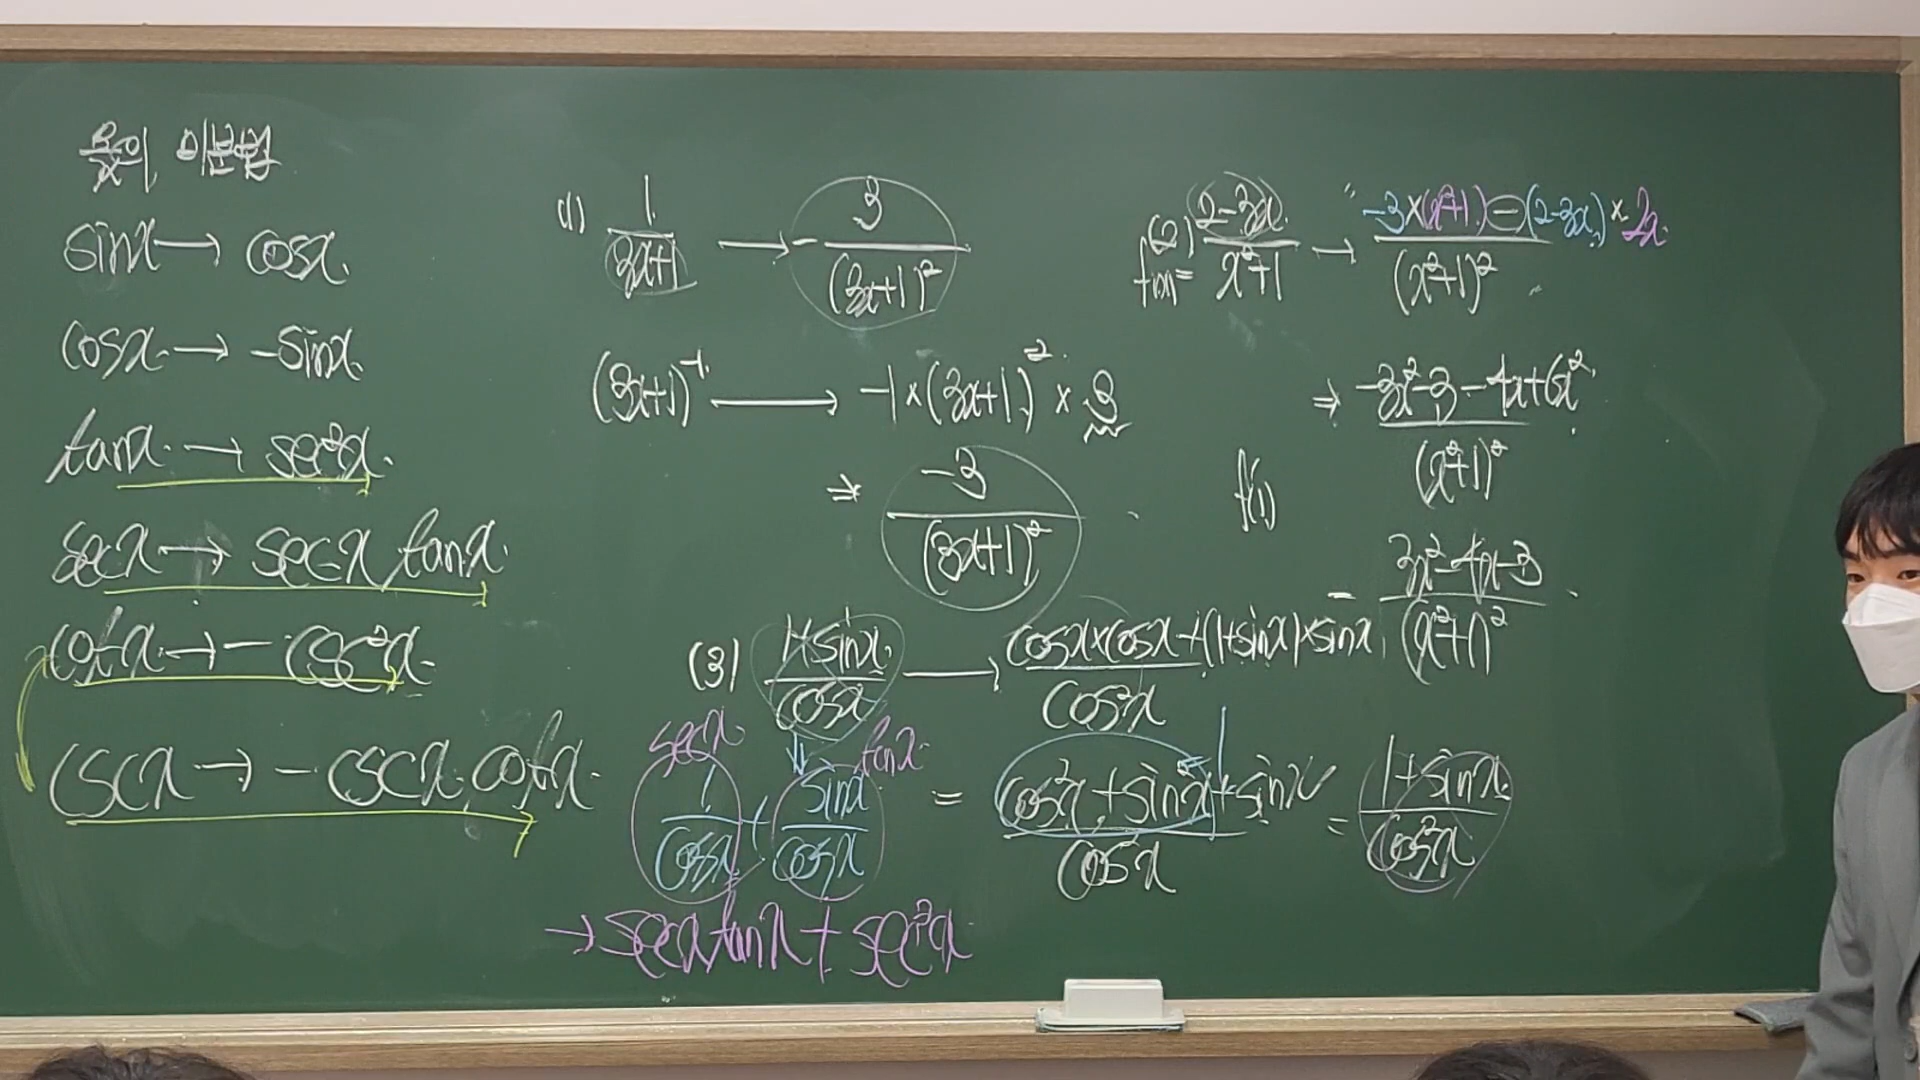 몫의 미분법
sinx → cosx.
cosx. → -sinx.
tanx. → sec²x.
secx → secx tanx.
cotx → - csc²x.
cscx → - cscx.cotx.
(1) 1/(3x+1) → - 3/(3x+1)²
(3x+1)⁻¹ → -1×(3x+1)⁻² × 3
⇒ -3/(3x+1)²
(2) f(x)= (2-3x)/(x²+1) → (-3×(x²+1)-(2-3x)×2x)/(x²+1)²
⇒ (-3x²-3-4x+6x²)/(x²+1)²
f'(1)
(3x²-4x-3)/(x²+1)²
(3) (1+sinx)/cosx → (cosx×cosx+(1+sinx)×sinx)/cos²x
secx tanx
1/cosx + sinx/cosx = (cos²x+sin²x+sinx)/cos²x = (1+sinx)/cos²x
1
→ secxtanx + sec²x